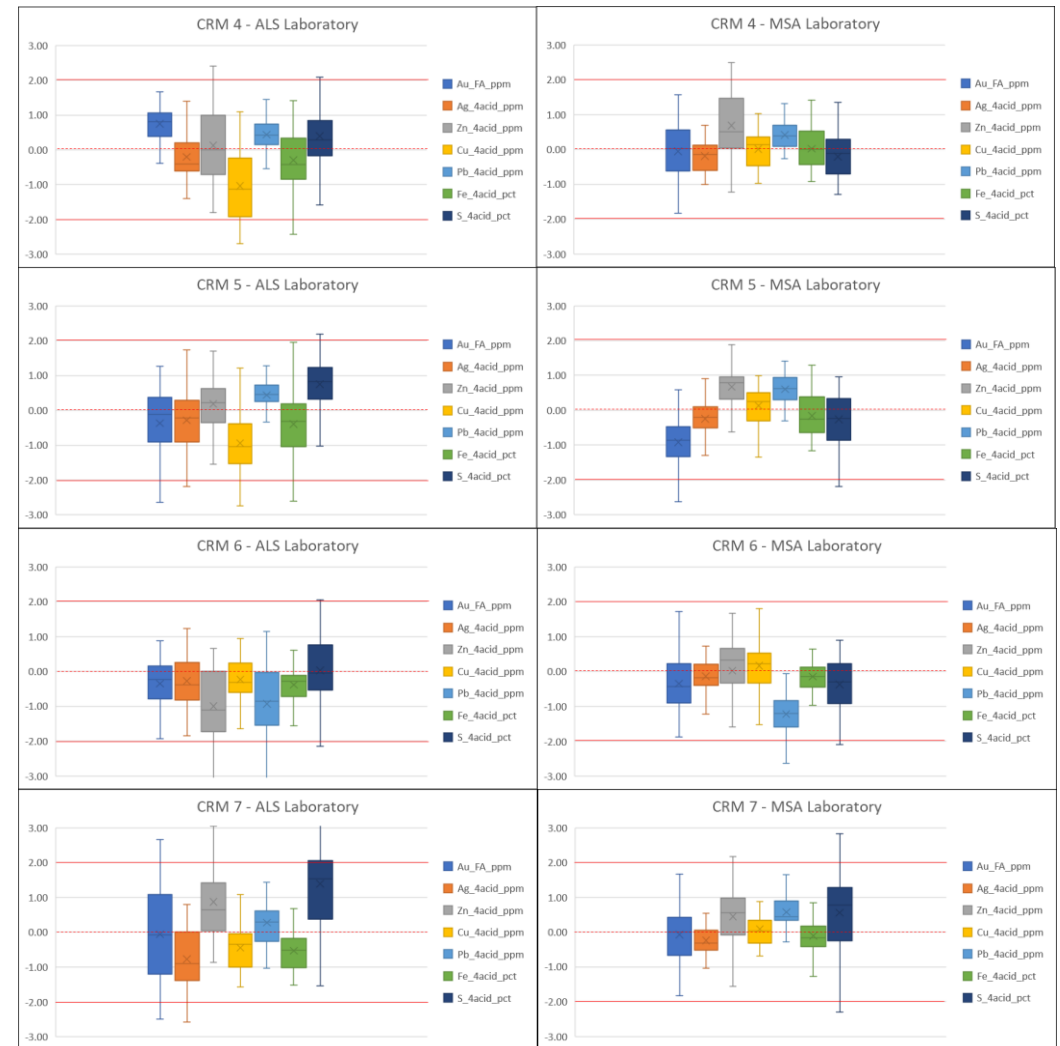 CRM 4 - ALS Laboratory
3.00
2.00
1.00
0.00
-1.00
-2.00
-3.00
Au_FA_ppm
Ag_4acid_ppm
Zn_4acid_ppm
Cu_4acid_ppm
Pb_4acid_ppm
Fe_4acid_pct
S_4acid_pct
CRM 4 - MSA Laboratory
3.00
2.00
1.00
0.00
-1.00
-2.00
-3.00
Au_FA_ppm
Ag_4acid_ppm
Zn_4acid_ppm
Cu_4acid_ppm
Pb_4acid_ppm
Fe_4acid_pct
S_4acid_pct
CRM 5 - ALS Laboratory
3.00
2.00
1.00
0.00
-1.00
-2.00
-3.00
Au_FA_ppm
Ag_4acid_ppm
Zn_4acid_ppm
Cu_4acid_ppm
Pb_4acid_ppm
Fe_4acid_pct
S_4acid_pct
CRM 5 - MSA Laboratory
3.00
2.00
1.00
0.00
-1.00
-2.00
-3.00
Au_FA_ppm
Ag_4acid_ppm
Zn_4acid_ppm
Cu_4acid_ppm
Pb_4acid_ppm
Fe_4acid_pct
S_4acid_pct
CRM 6 - ALS Laboratory
3.00
2.00
1.00
0.00
-1.00
-2.00
-3.00
Au_FA_ppm
Ag_4acid_ppm
Zn_4acid_ppm
Cu_4acid_ppm
Pb_4acid_ppm
Fe_4acid_pct
S_4acid_pct
CRM 6 - MSA Laboratory
3.00
2.00
1.00
0.00
-1.00
-2.00
-3.00
Au_FA_ppm
Ag_4acid_ppm
Zn_4acid_ppm
Cu_4acid_ppm
Pb_4acid_ppm
Fe_4acid_pct
S_4acid_pct
CRM 7 - ALS Laboratory
3.00
2.00
1.00
0.00
-1.00
-2.00
-3.00
Au_FA_ppm
Ag_4acid_ppm
Zn_4acid_ppm
Cu_4acid_ppm
Pb_4acid_ppm
Fe_4acid_pct
S_4acid_pct
CRM 7 - MSA Laboratory
3.00
2.00
1.00
0.00
-1.00
-2.00
-3.00
Au_FA_ppm
Ag_4acid_ppm
Zn_4acid_ppm
Cu_4acid_ppm
Pb_4acid_ppm
Fe_4acid_pct
S_4acid_pct